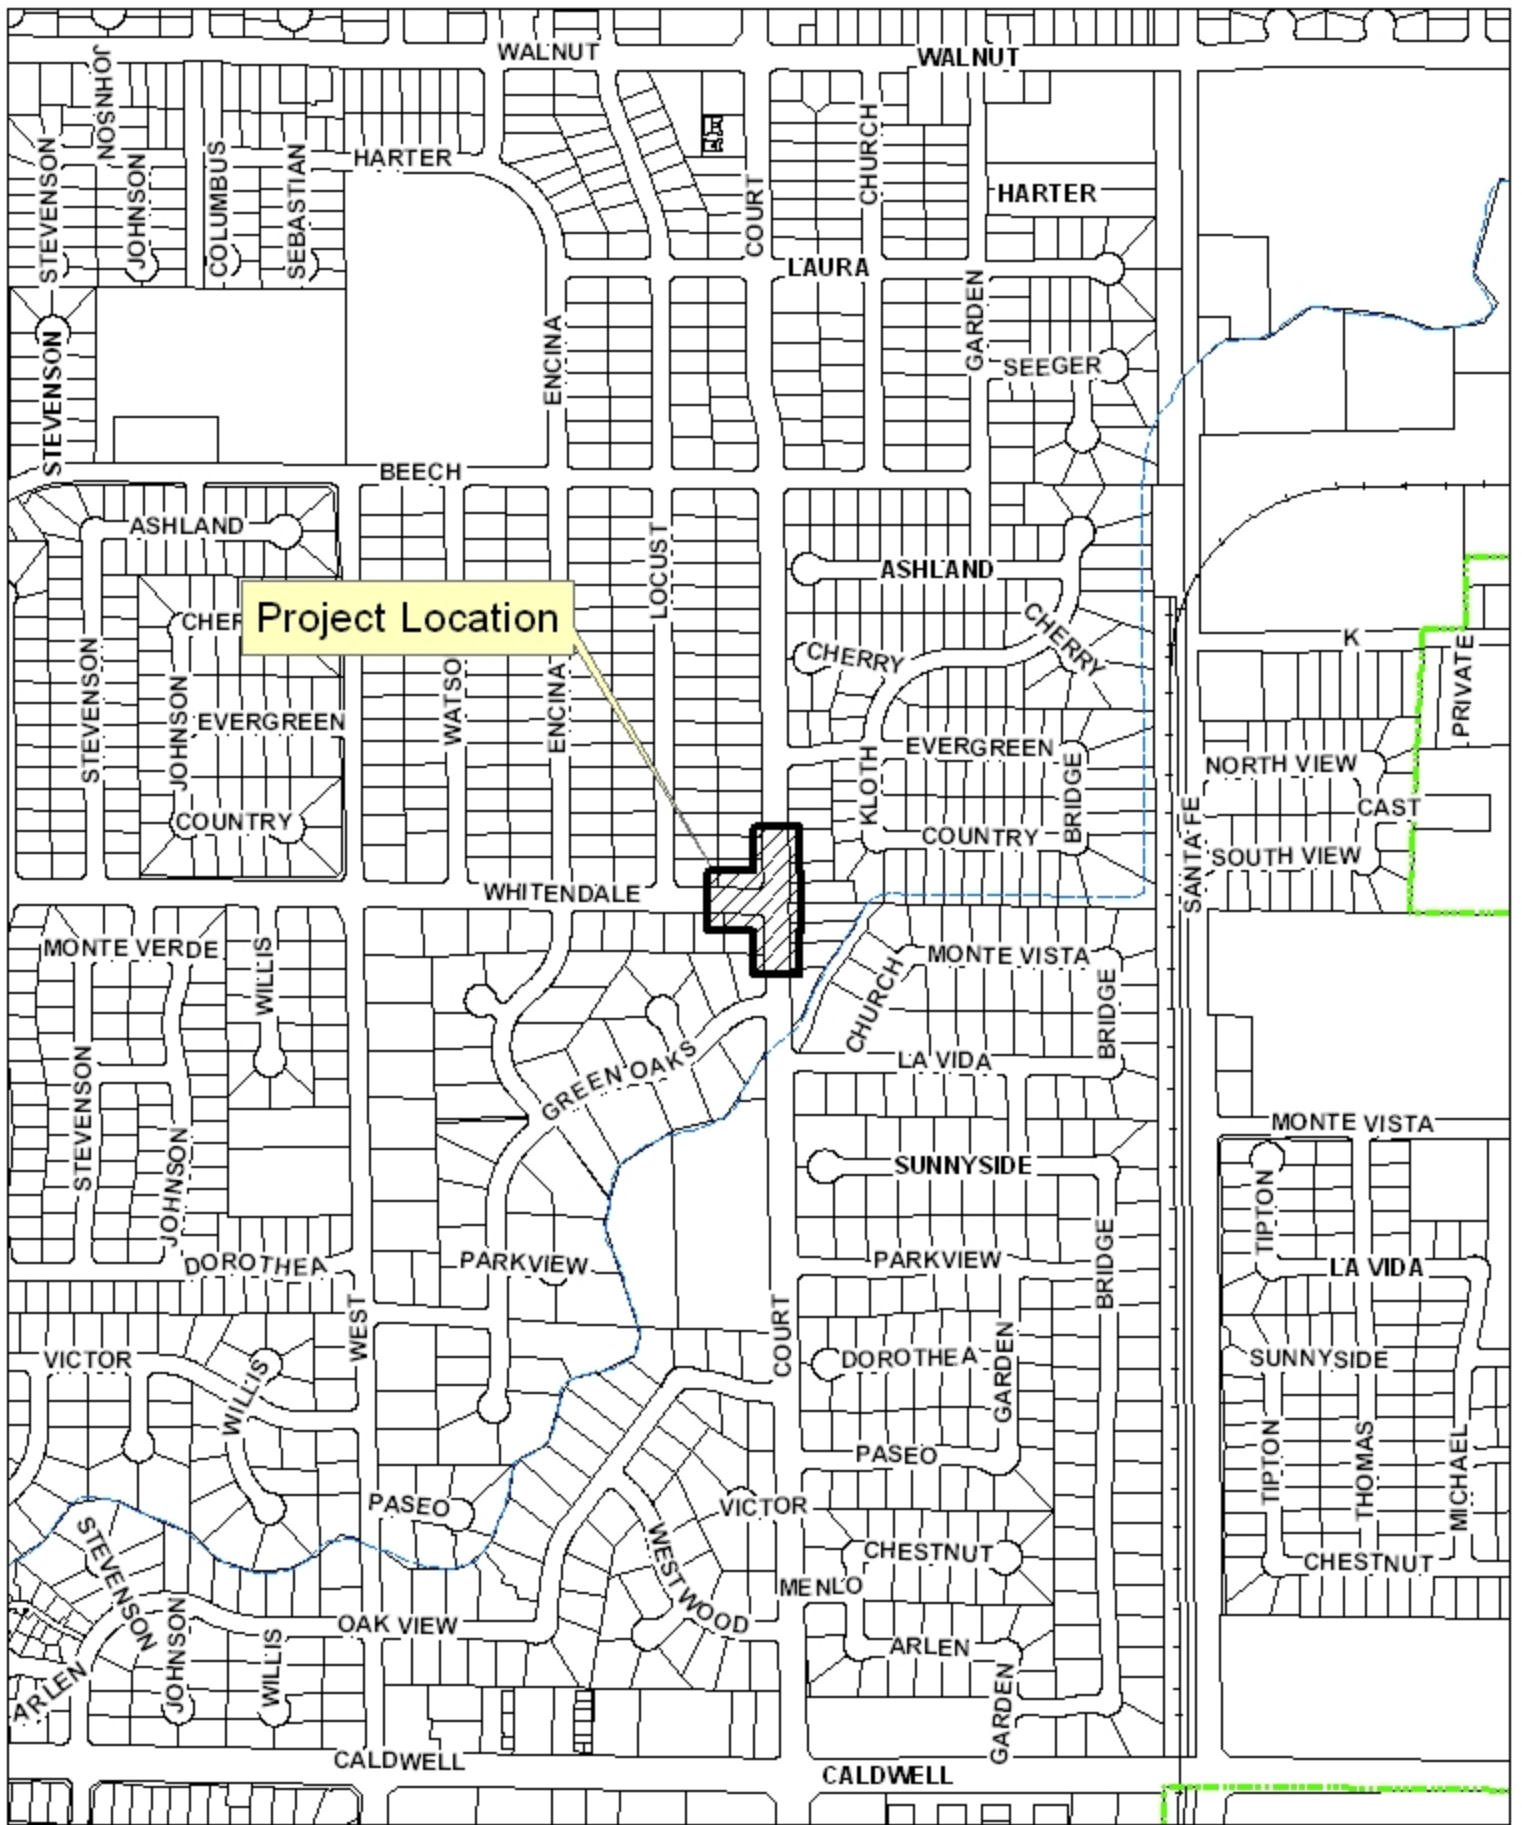 WALNUT
WALNUT
JOHNSON
STEVENSON
JOHNSON
COLUMBUS
SEBASTIAN
HARTER
COURT
CHURCH
HARTER
LAURA
GARDEN
STEVENSON
ENCINA
SEEGER
BEECH
ASHLAND
LOCUST
ASHLAND
CHER
Project Location
CHERRY
CHERRY
K
PRIVATE
STEVENSON
JOHNSON
EVERGREEN
WATSO
ENCINA
KLOTH
EVERGREEN
BRIDGE
NORTH VIEW
CAST
COUNTRY
COUNTRY
SANTA FE
SOUTH VIEW
WHITENDALE
MONTE VERDE
WILLIS
MONTE VISTA
CHURCH
BRIDGE
GREEN OAKS
LA VIDA
STEVENSON
JOHNSON
MONTE VISTA
SUNNYSIDE
TIPTON
DOROTHEA
PARKVIEW
PARKVIEW
BRIDGE
LA VIDA
WEST
COURT
VICTOR
WILLIS
DOROTHEA
GARDEN
SUNNYSIDE
PASEO
TIPTON
THOMAS
MICHAEL
PASEO
VICTOR
STEVENSON
WESTWOOD
CHESTNUT
CHESTNUT
MENLO
OAK VIEW
JOHNSON
WILLIS
ARLEN
ARLEN
GARDEN
CALDWELL
CALDWELL